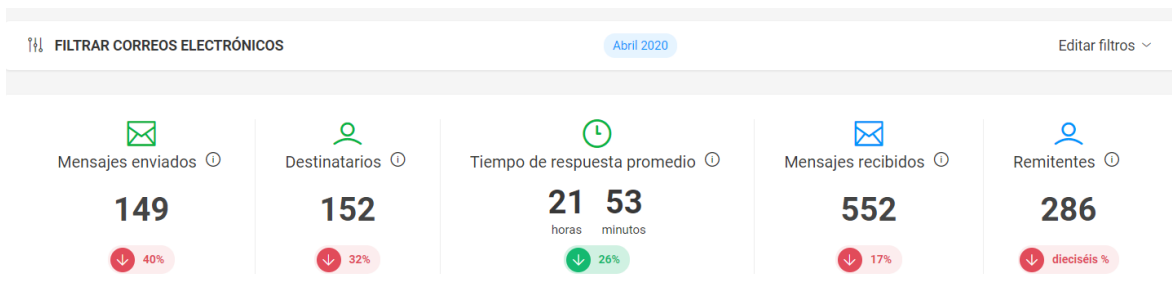 FILTRAR CORREOS ELECTRÓNICOS
Abril 2020
Editar filtros
Mensajes enviados
149
40%
Destinatarios
152
32%
Tiempo de respuesta promedio
21 53
horas minutos
26%
Mensajes recibidos
552
17%
Remitentes
286
dieciséis %